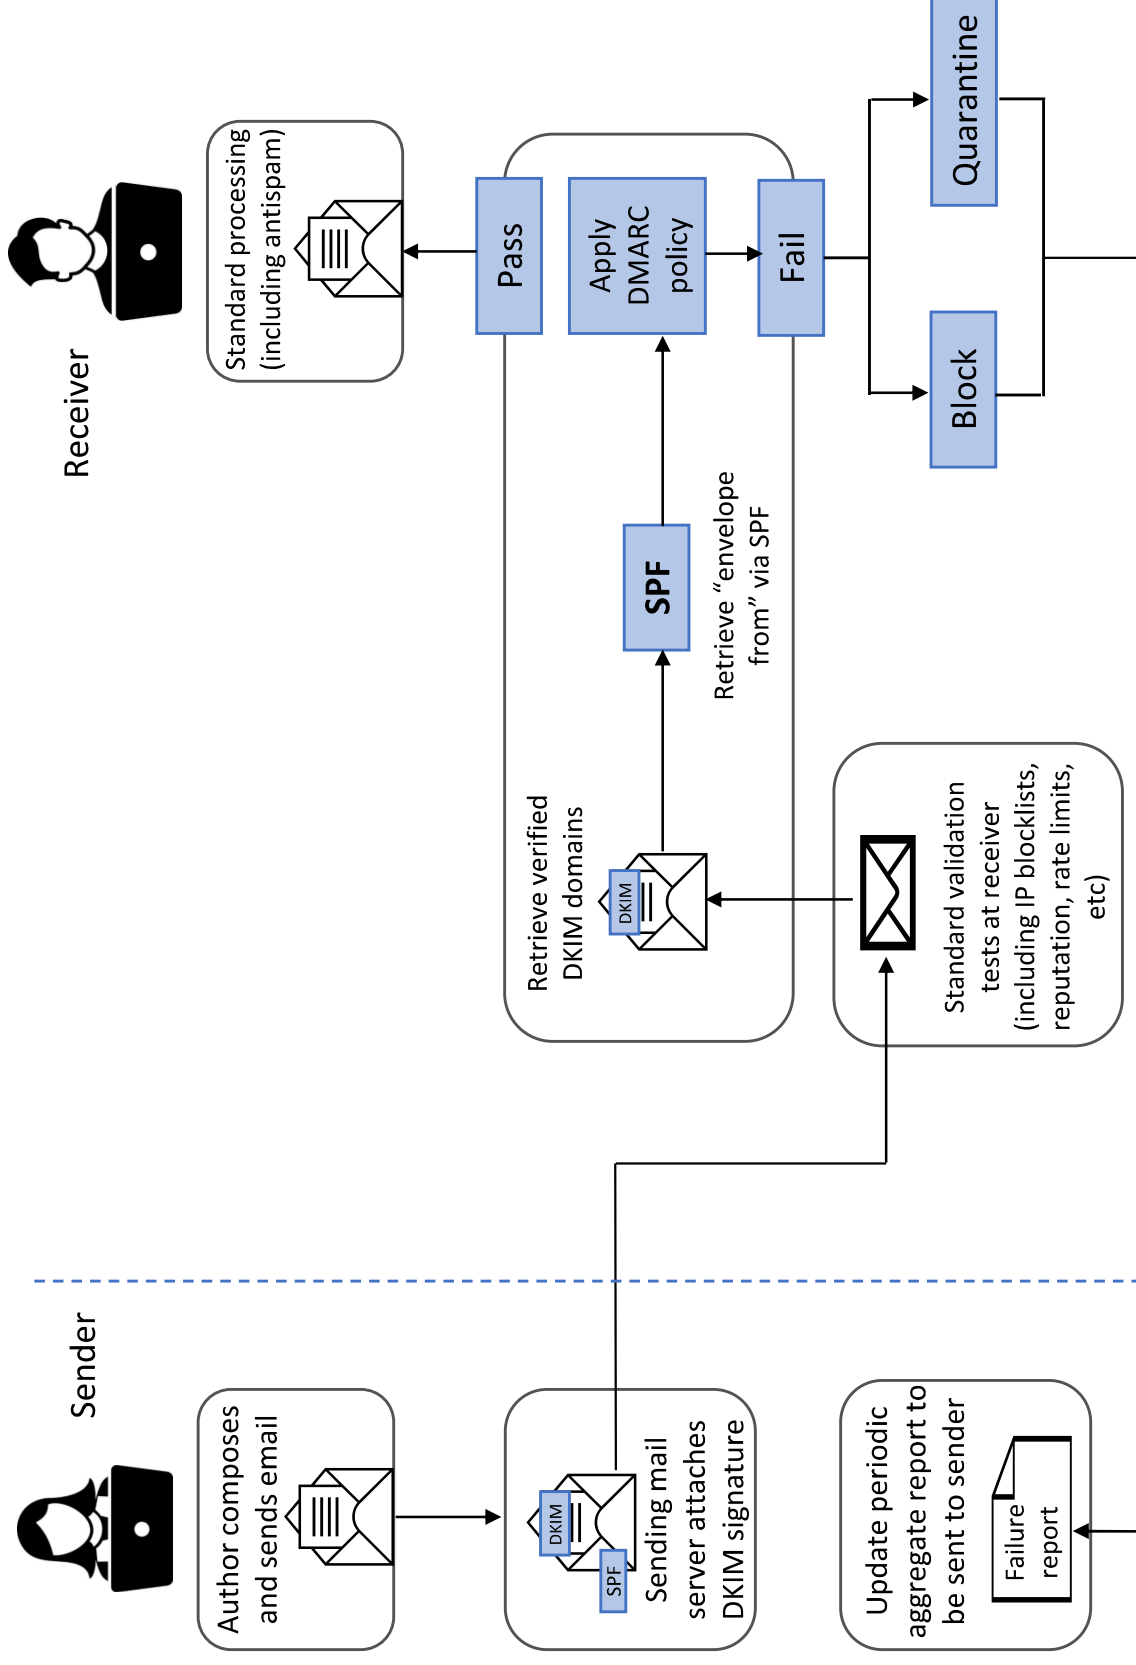 Sender
Receiver
Author composes
and sends email
DKIM
SPF
Sending mail
server attaches
DKIM signature
Update periodic
aggregate report to
be sent to sender
Failure
report
Standard processing
(including antispam)
Pass
Retrieve verified
DKIM domains
DKIM
SPF
Retrieve “envelope
from” via SPF
Apply
DMARC
policy
Fail
Standard validation
tests at receiver
(including IP blocklists,
reputation, rate limits,
etc)
Block
Quarantine